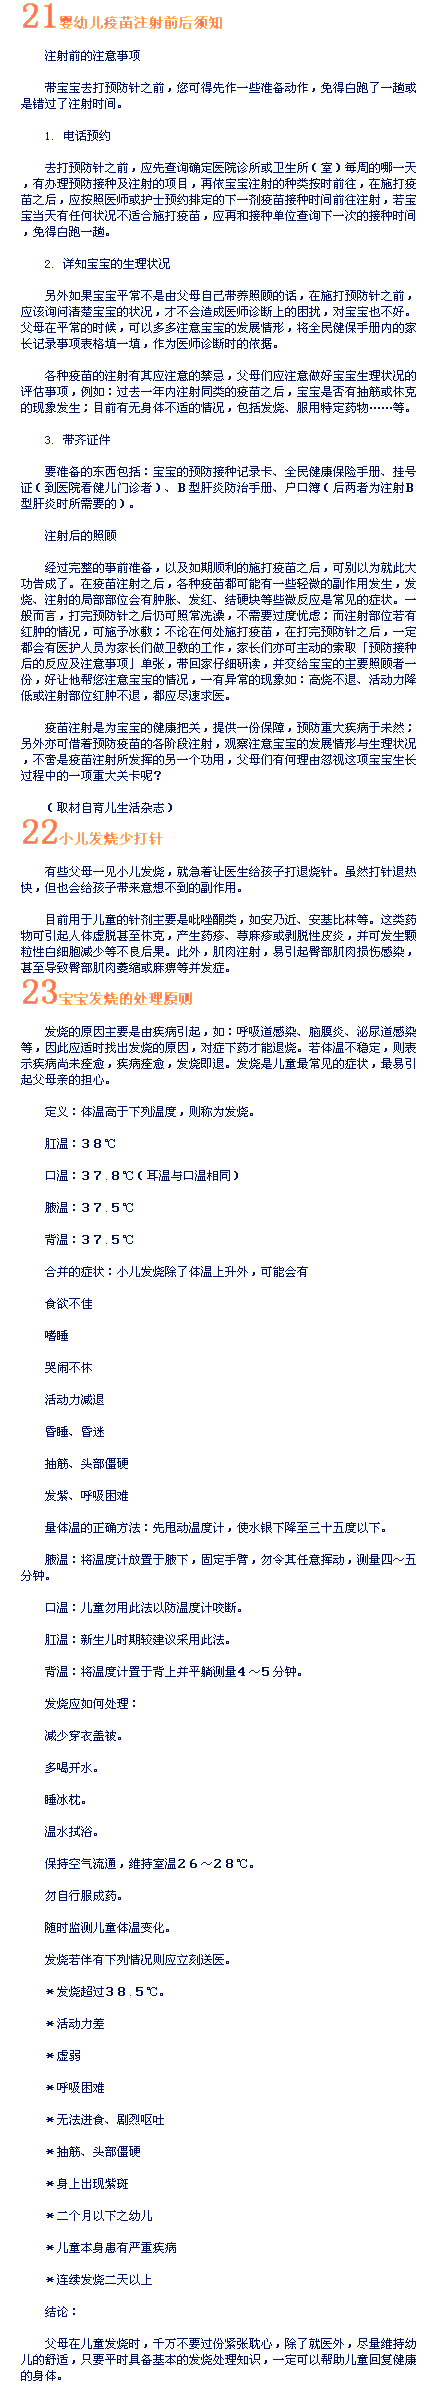 21婴幼儿疫苗注射前后须知
注射前的注意事项
带宝宝去打预防针之前，您可得先作一些准备动作，免得白跑了一趟或
是错过了注射时间。
1. 电话预约
去打预防针之前，应先查询确定医院诊所或卫生所（室）每周的哪一天
，有办理预防接种及注射的项目，再依宝宝注射的种类按时前往，在施打疫
苗之后，应按照医师或护士预约排定的下一剂疫苗接种时间前往注射，若宝
宝当天有任何状况不适合施打疫苗，应再和接种单位查询下一次的接种时间
，免得白跑一趟。
2. 详知宝宝的生理状况
另外如果宝宝平常不是由父母自己带养照顾的话，在施打预防针之前，
应该询问清楚宝宝的状况，才不会造成医师诊断上的困扰，对宝宝也不好。
父母在平常的时候，可以多多注意宝宝的发展情形，将全民健保手册内的家
长记录事项表格填一填，作为医师诊断时的依据。
各种疫苗的注射有其应注意的禁忌，父母们应注意做好宝宝生理状况的
评估事项，例如：过去一年内注射同类的疫苗之后，宝宝是否有抽筋或休克
的现象发生；目前有无身体不适的情况，包括发烧、服用特定药物……等。
3. 带齐证件
要准备的东西包括：宝宝的预防接种记录卡、全民健康保险手册、挂号
证（到医院看健儿门诊者）、B型肝炎防治手册、户口簿（后两者为注射B
型肝炎时所需要的）。
注射后的照顾
经过完整的事前准备，以及如期顺利的施打疫苗之后，可别以为就此大
功告成了。在疫苗注射之后，各种疫苗都可能有一些轻微的副作用发生，发
烧、注射的局部部位会有肿胀、发红、结硬块等些微反应是常见的症状。一
般而言，打完预防针之后仍可照常洗澡，不需要过度忧虑；而注射部位若有
红肿的情况，可施予冰敷；不论在何处施打疫苗，在打完预防针之后，一定
都会有医护人员为家长们做卫教的工作，家长们亦可主动的索取「预防接种
后的反应及注意事项」单张，带回家仔细研读，并交给宝宝的主要照顾者一
份，好让他帮您注意宝宝的情况，一有异常的现象如：高烧不退、活动力降
低或注射部位红肿不退，都应尽速求医。
疫苗注射是为宝宝的健康把关，提供一份保障，预防重大疾病于未然；
另外亦可借着预防疫苗的各阶段注射，观察注意宝宝的发展情形与生理状况
，不啻是疫苗注射所发挥的另一个功用，父母们有何理由忽视这项宝宝生长
过程中的一项重大关卡呢？
（取材自育儿生活杂志）
22小儿发烧少打针
有些父母一见小儿发烧，就急着让医生给孩子打退烧针。虽然打针退热
快，但也会给孩子带来意想不到的副作用。
目前用于儿童的针剂主要是吡唑酮类，如安乃近、安基比林等。这类药
物可引起人体虚脱甚至休克，产生药疹、荨麻疹或剥脱性皮炎，并可发生颗
粒性白细胞减少等不良后果。此外，肌肉注射，易引起臀部肌肉损伤感染，
甚至导致臀部肌肉萎缩或麻痹等并发症。
23宝宝发烧的处理原则
发烧的原因主要是由疾病引起，如：呼吸道感染、脑膜炎、泌尿道感染
等，因此应适时找出发烧的原因，对症下药才能退烧。若体温不稳定，则表
示疾病尚未痊愈，疾病痊愈，发烧即退。发烧是儿童最常见的症状，最易引
起父母亲的担心。
定义：体温高于下列温度，则称为发烧。
肛温：３８℃
口温：３７．８℃（耳温与口温相同）
腋温：３７．５℃
背温：３７．５℃
合并的症状：小儿发烧除了体温上升外，可能会有
食欲不佳
嗜睡
哭闹不休
活动力减退
昏睡、昏迷
抽筋、头部僵硬
发紫、呼吸困难
量体温的正确方法：先甩动温度计，使水银下降至三十五度以下。
腋温：将温度计放置于腋下，固定手臂，勿令其任意挥动，测量四～五
分钟。
口温：儿童勿用此法以防温度计咬断。
肛温：新生儿时期较建议采用此法。
背温：将温度计置于背上并平躺测量４～５分钟。
发烧应如何处理：
减少穿衣盖被。
多喝开水。
睡冰枕。
温水拭浴。
保持空气流通，维持室温２６～２８℃。
勿自行服成药。
随时监测儿童体温变化。
发烧若伴有下列情况则应立刻送医。
＊发烧超过３８．５℃。
＊活动力差
＊虚弱
＊呼吸困难
＊无法进食、剧烈呕吐
＊抽筋、头部僵硬
＊身上出现紫斑
＊二个月以下之幼儿
＊儿童本身患有严重疾病
＊连续发烧二天以上
结论：
父母在儿童发烧时，千万不要过份紧张耽心，除了就医外，尽量维持幼
儿的舒适，只要平时具备基本的发烧处理知识，一定可以帮助儿童回复健康
的身体。